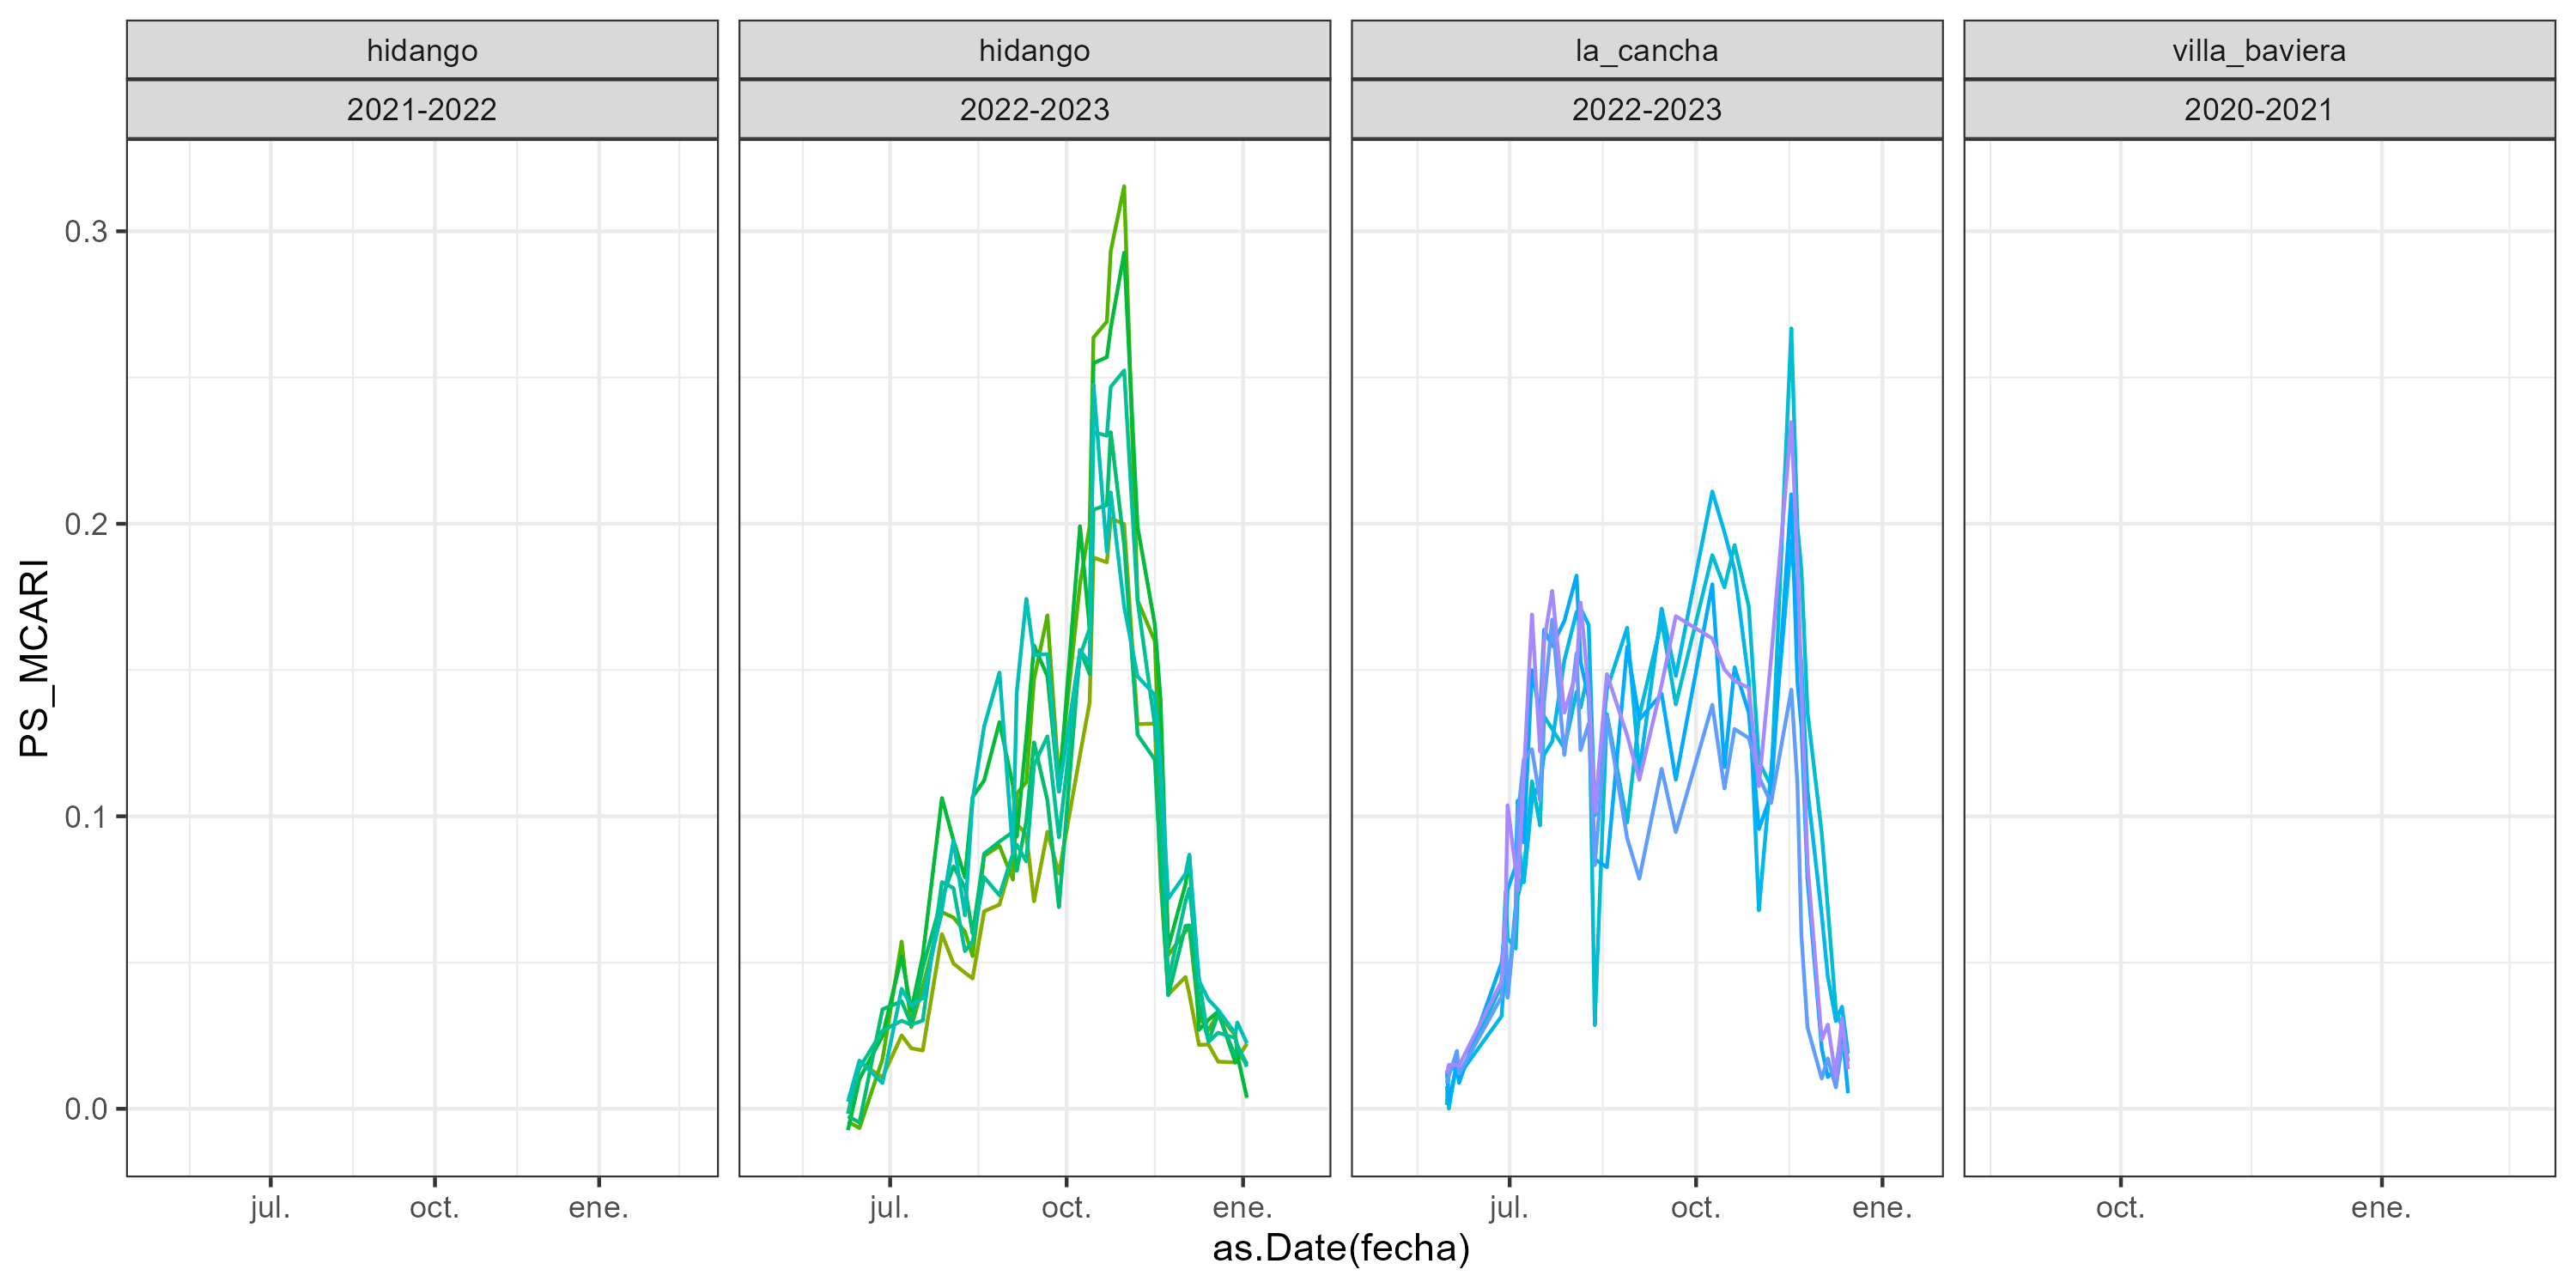 hidango hidango la_cancha villa_baviera
2021-2022 2022-2023 2022-2023 2020-2021
0.3
0.2
0.1
0.0
PS_MCARI
jul. oct. ene. jul. oct. ene. jul. oct. ene. oct. ene.
as.Date(fecha)